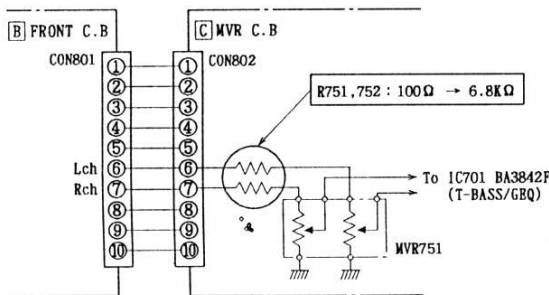 B FRONT C.B
C MVR C.B
CON801
CON802
① ①
② ②
③ ③
④ ④
⑤ ⑤
Lch ⑥ ⑥
Rch ⑦ ⑦
⑧ ⑧
⑨ ⑨
⑩ ⑩
R751,752 : 100Ω → 6.8KΩ
To IC701 BA3842F
(T-BASS/GEQ)
MVR751